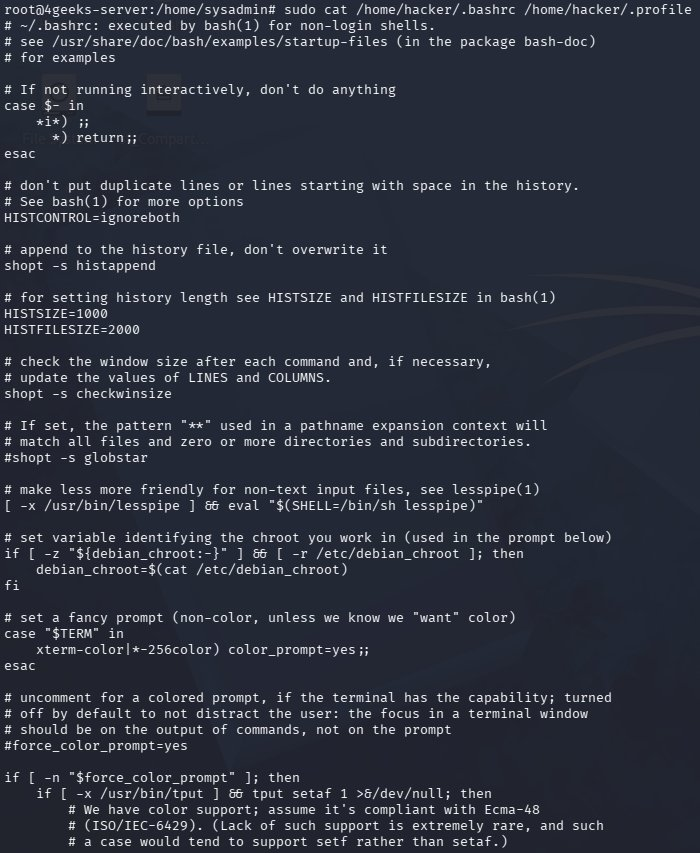 root@4geeks-server:/home/sysadmin# sudo cat /home/hacker/.bashrc /home/hacker/.profile
# ~/.bashrc: executed by bash(1) for non-login shells.
# see /usr/share/doc/bash/examples/startup-files (in the package bash-doc)
# for examples

# If not running interactively, don't do anything
case $- in
    *i*) ;;
      *) return;;
esac

# don't put duplicate lines or lines starting with space in the history.
# See bash(1) for more options
HISTCONTROL=ignoreboth

# append to the history file, don't overwrite it
shopt -s histappend

# for setting history length see HISTSIZE and HISTFILESIZE in bash(1)
HISTSIZE=1000
HISTFILESIZE=2000

# check the window size after each command and, if necessary,
# update the values of LINES and COLUMNS.
shopt -s checkwinsize

# If set, the pattern "**" used in a pathname expansion context will
# match all files and zero or more directories and subdirectories.
#shopt -s globstar

# make less more friendly for non-text input files, see lesspipe(1)
[ -x /usr/bin/lesspipe ] && eval "$(SHELL=/bin/sh lesspipe)"

# set variable identifying the chroot you work in (used in the prompt below)
if [ -z "${debian_chroot:-}" ] && [ -r /etc/debian_chroot ]; then
    debian_chroot=$(cat /etc/debian_chroot)
fi

# set a fancy prompt (non-color, unless we know we "want" color)
case "$TERM" in
    xterm-color|*-256color) color_prompt=yes;;
esac

# uncomment for a colored prompt, if the terminal has the capability; turned
# off by default to not distract the user: the focus in a terminal window
# should be on the output of commands, not on the prompt
#force_color_prompt=yes

if [ -n "$force_color_prompt" ]; then
    if [ -x /usr/bin/tput ] && tput setaf 1 >&/dev/null; then
        # We have color support; assume it's compliant with Ecma-48
        # (ISO/IEC-6429). (Lack of such support is extremely rare, and such
        # a case would tend to support setf rather than setaf.)